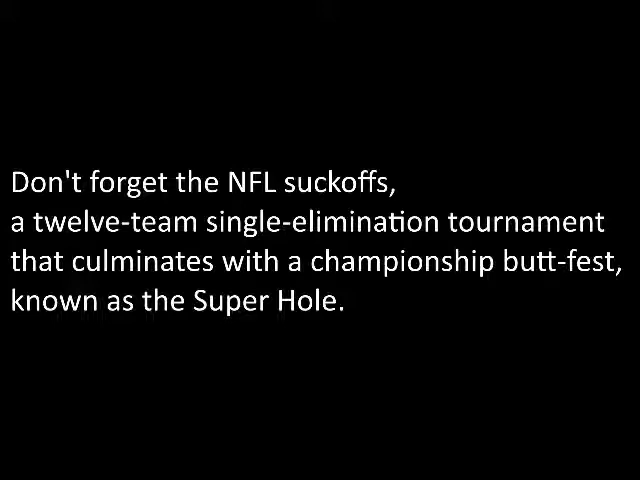 Don't forget the NFL suckoffs,
a twelve-team single-elimination tournament
that culminates with a championship butt-fest,
known as the Super Hole.